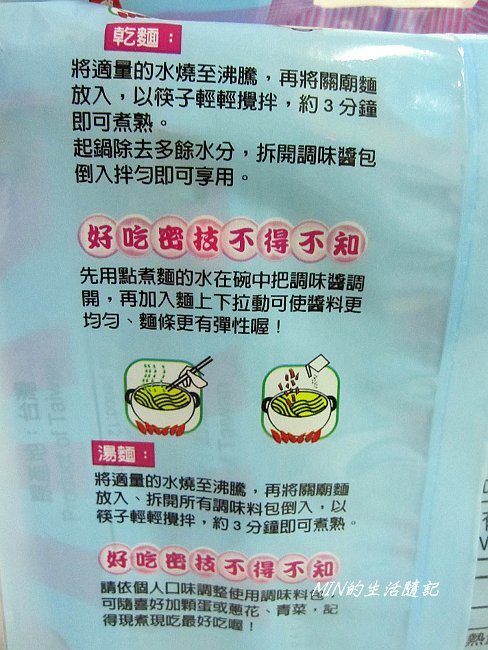 乾麵：
將適量的水燒至沸騰，再將關廟麵
放入，以筷子輕輕攪拌，約3分鐘
即可煮熟。
起鍋除去多餘水分，拆開調味醬包
倒入拌勻即可享用。
好吃密技不得不知
先用點煮麵的水在碗中把調味醬調
開，再加入麵上下拉動可使醬料更
均勻、麵條更有彈性喔！
湯麵：
將適量的水燒至沸騰，再將關廟麵
放入、拆開所有調味料包倒入，以
筷子輕輕攪拌，約3分鐘即可煮熟。
好吃密技不得不知
請依個人口味調整使用調味料包
可隨喜好加顆蛋或蔥花、青菜，記
得現煮現吃最好吃喔！
MIN的生活隨記